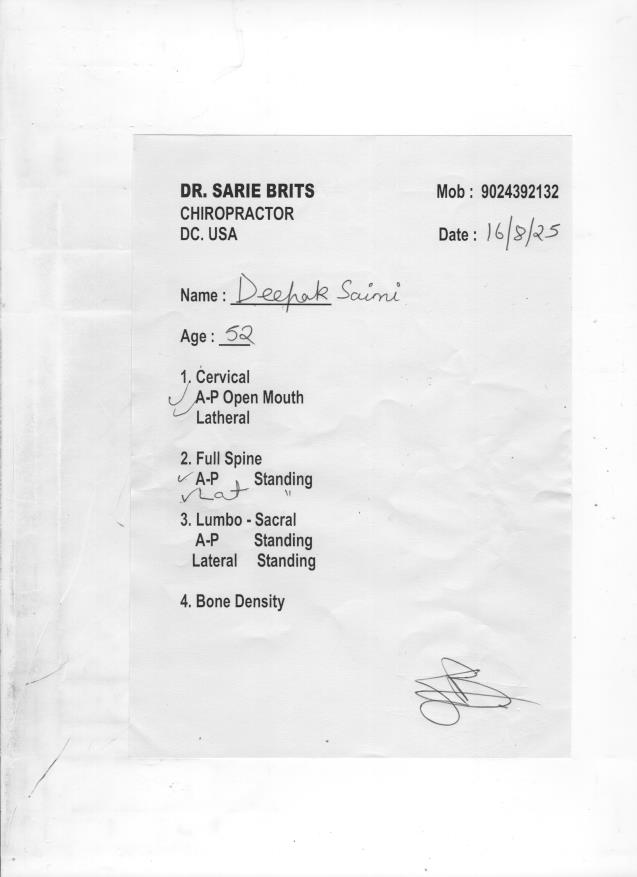 DR. SARIE BRITS Mob : 9024392132
CHIROPRACTOR
DC. USA Date : 16/8/25
Name : Deepak Saini
Age : 52
1. Cervical
A-P Open Mouth
Latheral
2. Full Spine
A-P Standing
Lat "
3. Lumbo - Sacral
A-P Standing
Lateral Standing
4. Bone Density